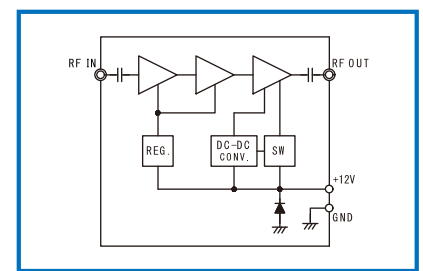 RF IN
RF OUT
REG.
DC-DC
CONV.
SW
+12V
GND